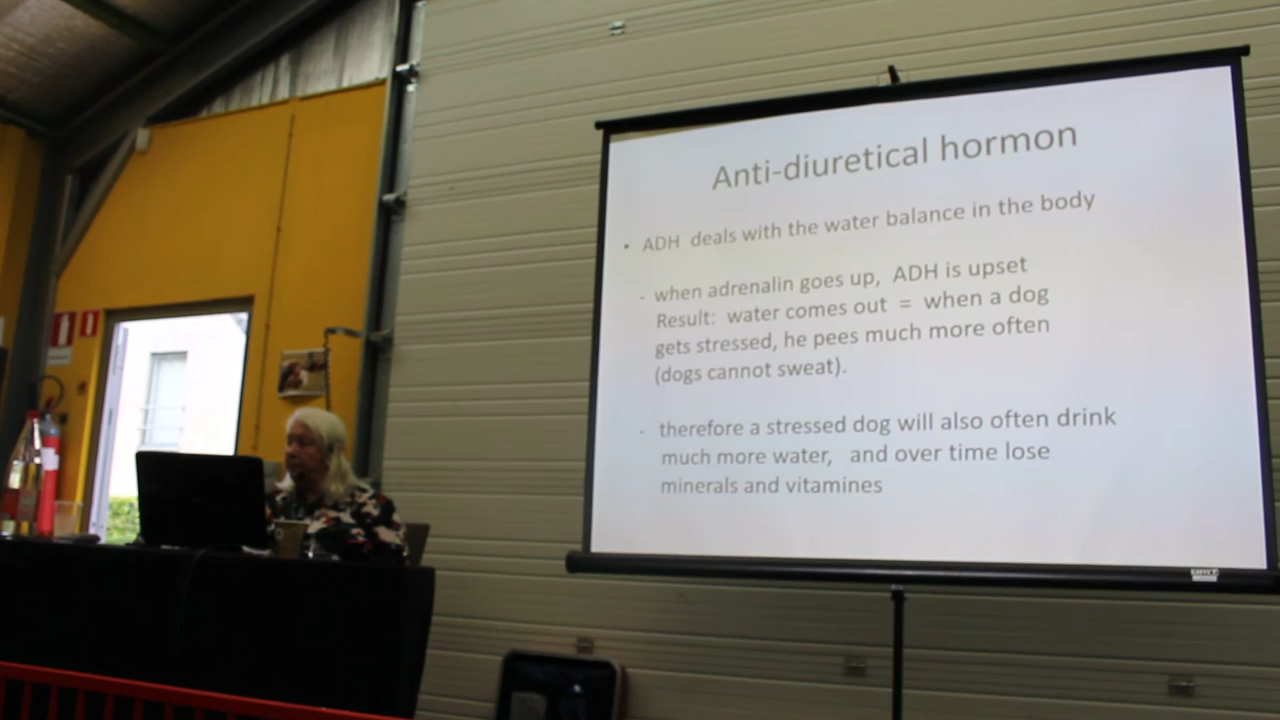 Anti-diuretical hormon
• ADH deals with the water balance in the body
- when adrenalin goes up, ADH is upset
Result: water comes out = when a dog
gets stressed, he pees much more often
(dogs cannot sweat).
- therefore a stressed dog will also often drink
much more water, and over time lose
minerals and vitamines